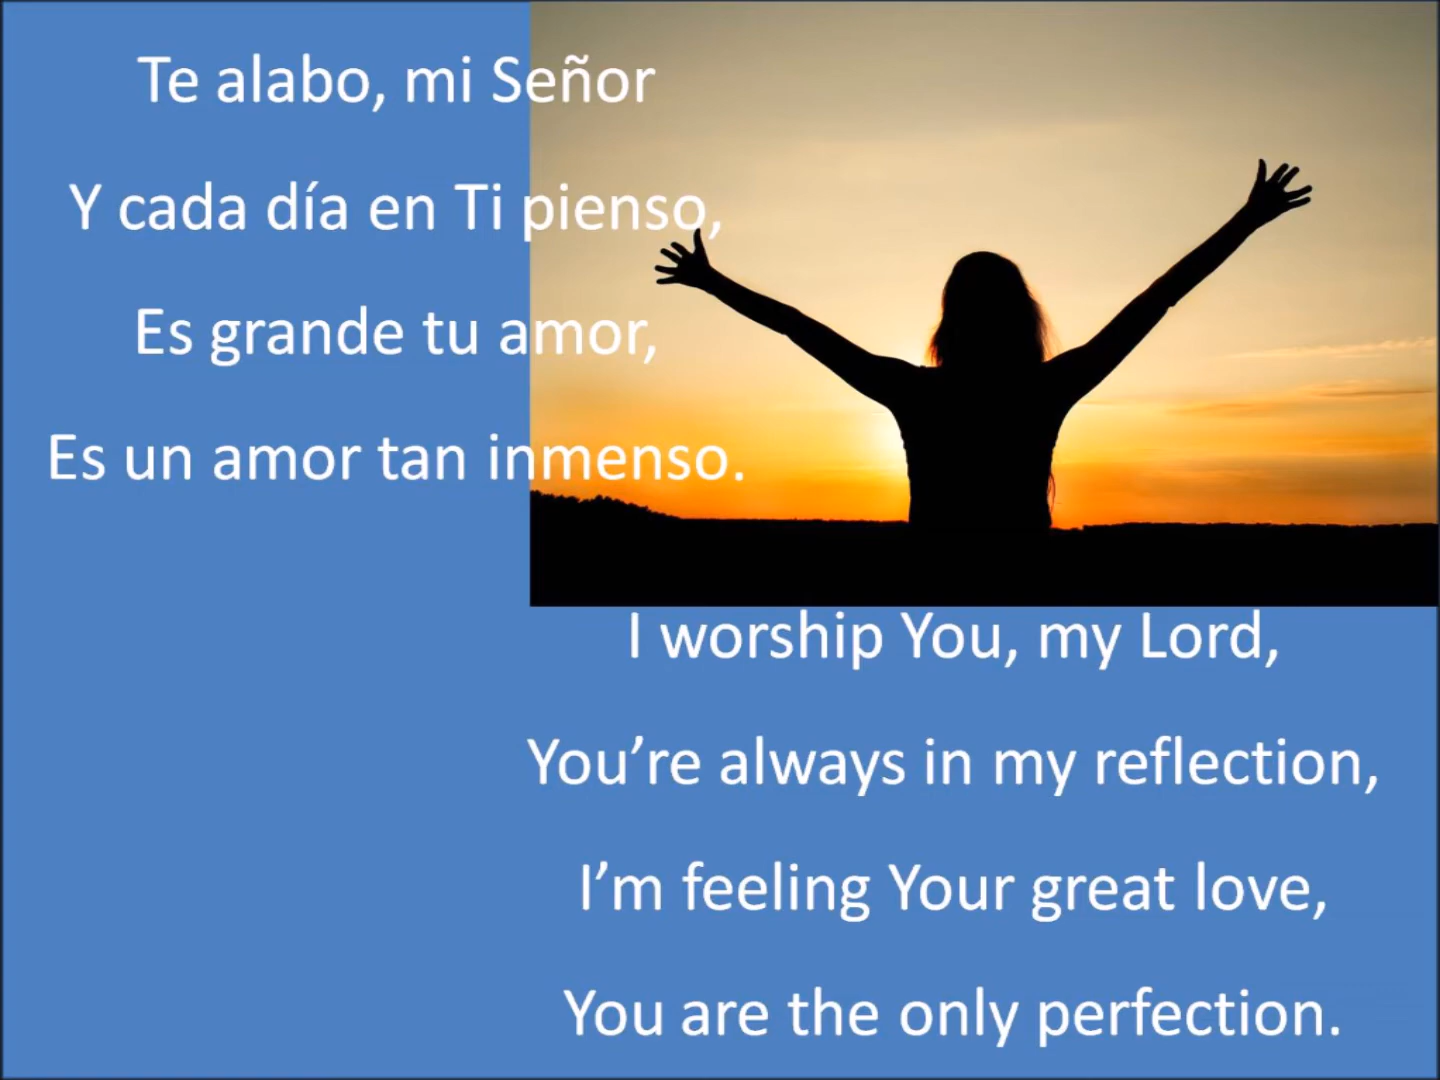 Te alabo, mi Señor
Y cada día en Ti pienso,
Es grande tu amor,
Es un amor tan inmenso.
I worship You, my Lord,
You’re always in my reflection,
I’m feeling Your great love,
You are the only perfection.